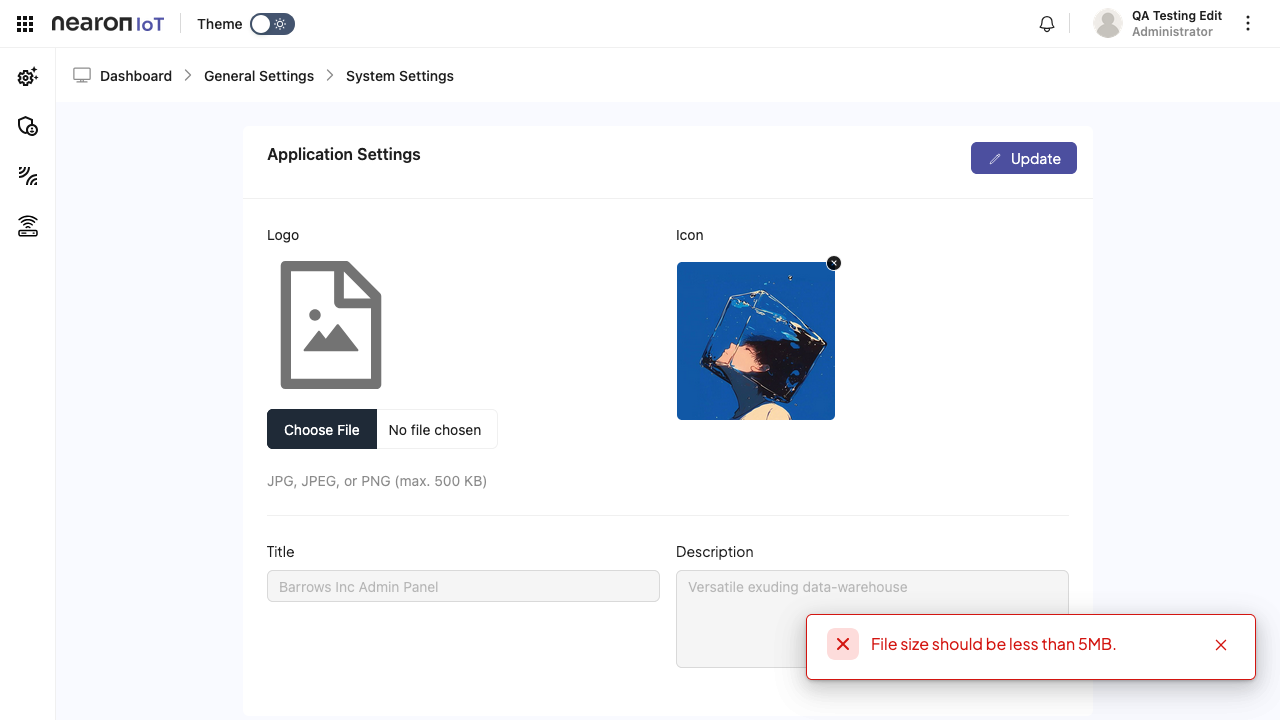 nearon IoT
Theme
QA Testing Edit
Administrator
Dashboard
General Settings
System Settings
Application Settings
Update
Logo
Icon
Choose File
No file chosen
JPG, JPEG, or PNG (max. 500 KB)
Title
Description
Barrows Inc Admin Panel
Versatile exuding data-warehouse
File size should be less than 5MB.